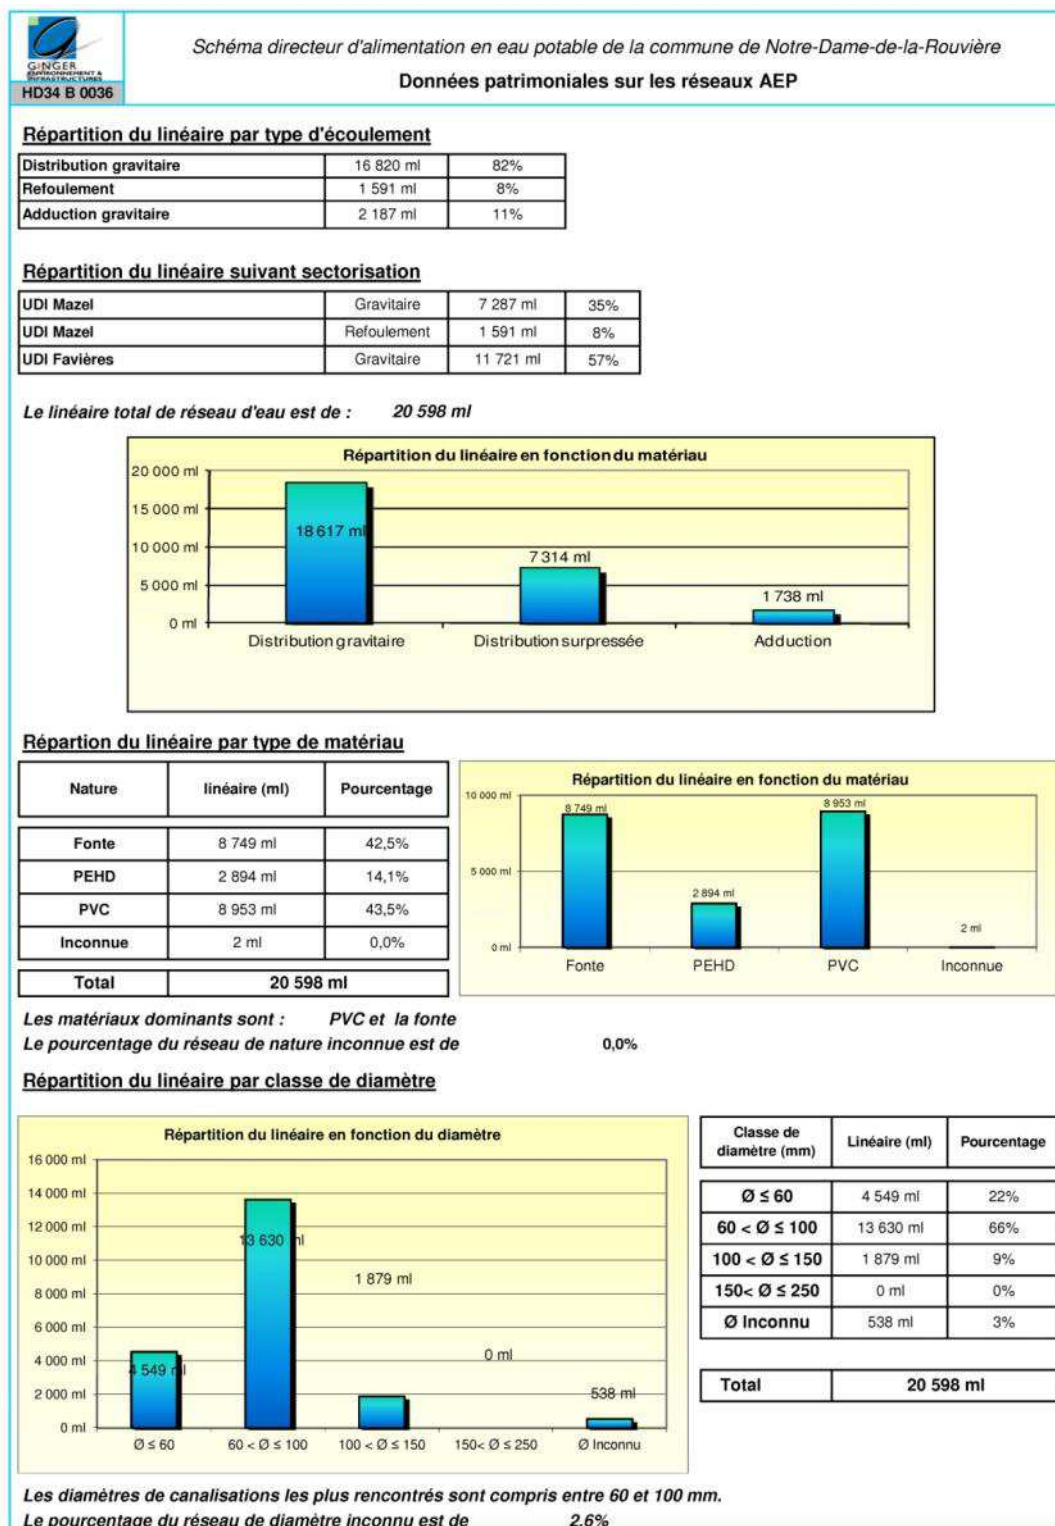 GINGER
ENVIRONNEMENT &
INFRASTRUCTURES
HD34 B 0036
Schéma directeur d'alimentation en eau potable de la commune de Notre-Dame-de-la-Rouvière
Données patrimoniales sur les réseaux AEP
Répartition du linéaire par type d'écoulement
Distribution gravitaire 16 820 ml 82%
Refoulement 1 591 ml 8%
Adduction gravitaire 2 187 ml 11%
Répartition du linéaire suivant sectorisation
UDI Mazel Gravitaire 7 287 ml 35%
UDI Mazel Refoulement 1 591 ml 8%
UDI Favières Gravitaire 11 721 ml 57%
Le linéaire total de réseau d'eau est de : 20 598 ml
Répartition du linéaire en fonction du matériau
20 000 ml
15 000 ml
10 000 ml
5 000 ml
0 ml
18 617 ml
7 314 ml
1 738 ml
Distribution gravitaire Distribution surpressée Adduction
Répartion du linéaire par type de matériau
Nature linéaire (ml) Pourcentage
Fonte 8 749 ml 42,5%
PEHD 2 894 ml 14,1%
PVC 8 953 ml 43,5%
Inconnue 2 ml 0,0%
Total 20 598 ml
Répartition du linéaire en fonction du matériau
10 000 ml
5 000 ml
0 ml
8 749 ml
2 894 ml
8 953 ml
2 ml
Fonte PEHD PVC Inconnue
Les matériaux dominants sont : PVC et la fonte
Le pourcentage du réseau de nature inconnue est de 0,0%
Répartition du linéaire par classe de diamètre
Répartition du linéaire en fonction du diamètre
16 000 ml
14 000 ml
12 000 ml
10 000 ml
8 000 ml
6 000 ml
4 000 ml
2 000 ml
0 ml
4 549 ml
13 630 ml
1 879 ml
0 ml
538 ml
Ø ≤ 60 60 < Ø ≤ 100 100 < Ø ≤ 150 150< Ø ≤ 250 Ø Inconnu
Classe de
diamètre (mm) Linéaire (ml) Pourcentage
Ø ≤ 60 4 549 ml 22%
60 < Ø ≤ 100 13 630 ml 66%
100 < Ø ≤ 150 1 879 ml 9%
150< Ø ≤ 250 0 ml 0%
Ø Inconnu 538 ml 3%
Total 20 598 ml
Les diamètres de canalisations les plus rencontrés sont compris entre 60 et 100 mm.
Le pourcentage du réseau de diamètre inconnu est de 2,6%